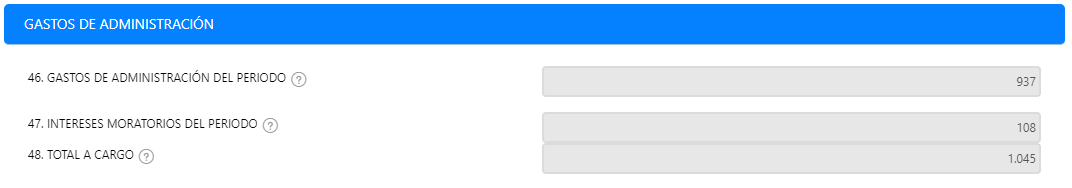 GASTOS DE ADMINISTRACIÓN
46. GASTOS DE ADMINISTRACIÓN DEL PERIODO ? 937
47. INTERESES MORATORIOS DEL PERIODO ? 108
48. TOTAL A CARGO ? 1.045